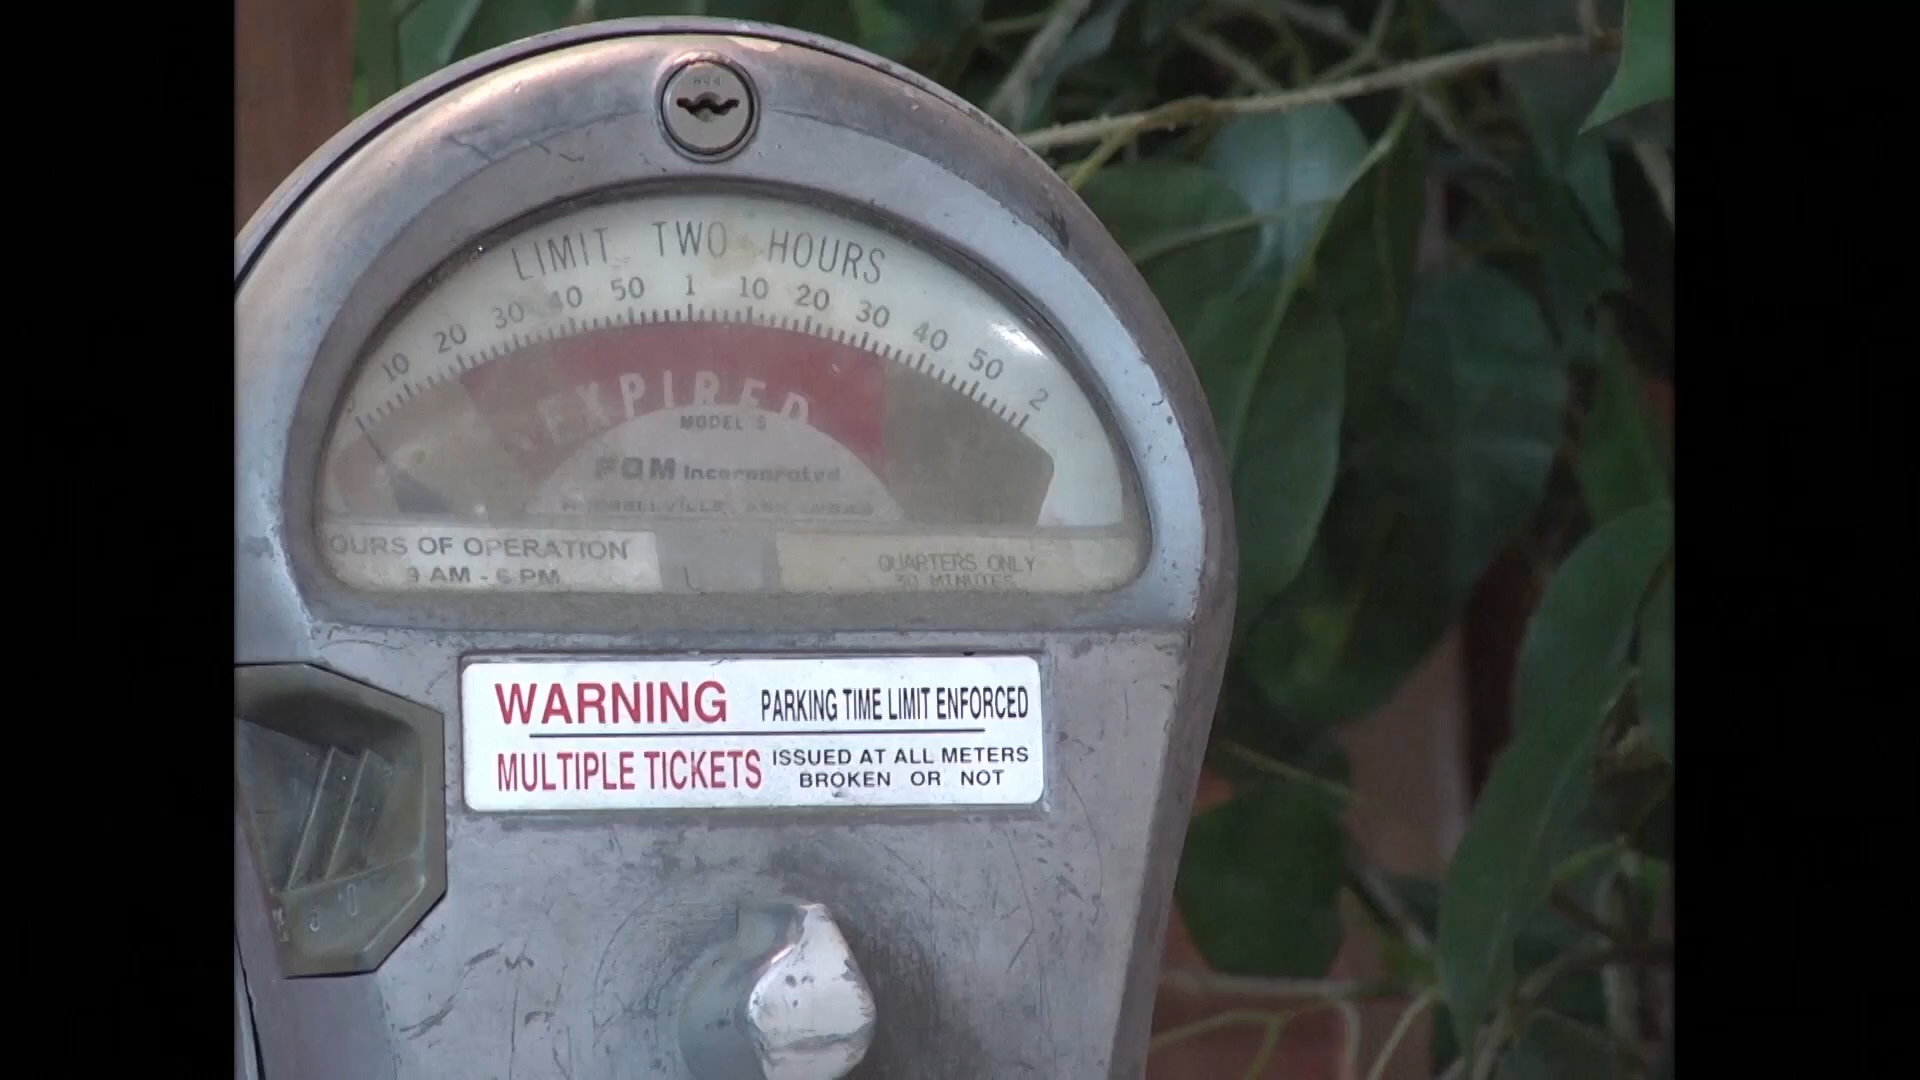 LIMIT TWO HOURS
10 20 30 40 50 1 10 20 30 40 50 2
EXPIRED
MODEL S
Incorporated
OURS OF OPERATION
9 AM - 6 PM
QUARTERS ONLY
30 MINUTES
WARNING PARKING TIME LIMIT ENFORCED
MULTIPLE TICKETS ISSUED AT ALL METERS
BROKEN OR NOT